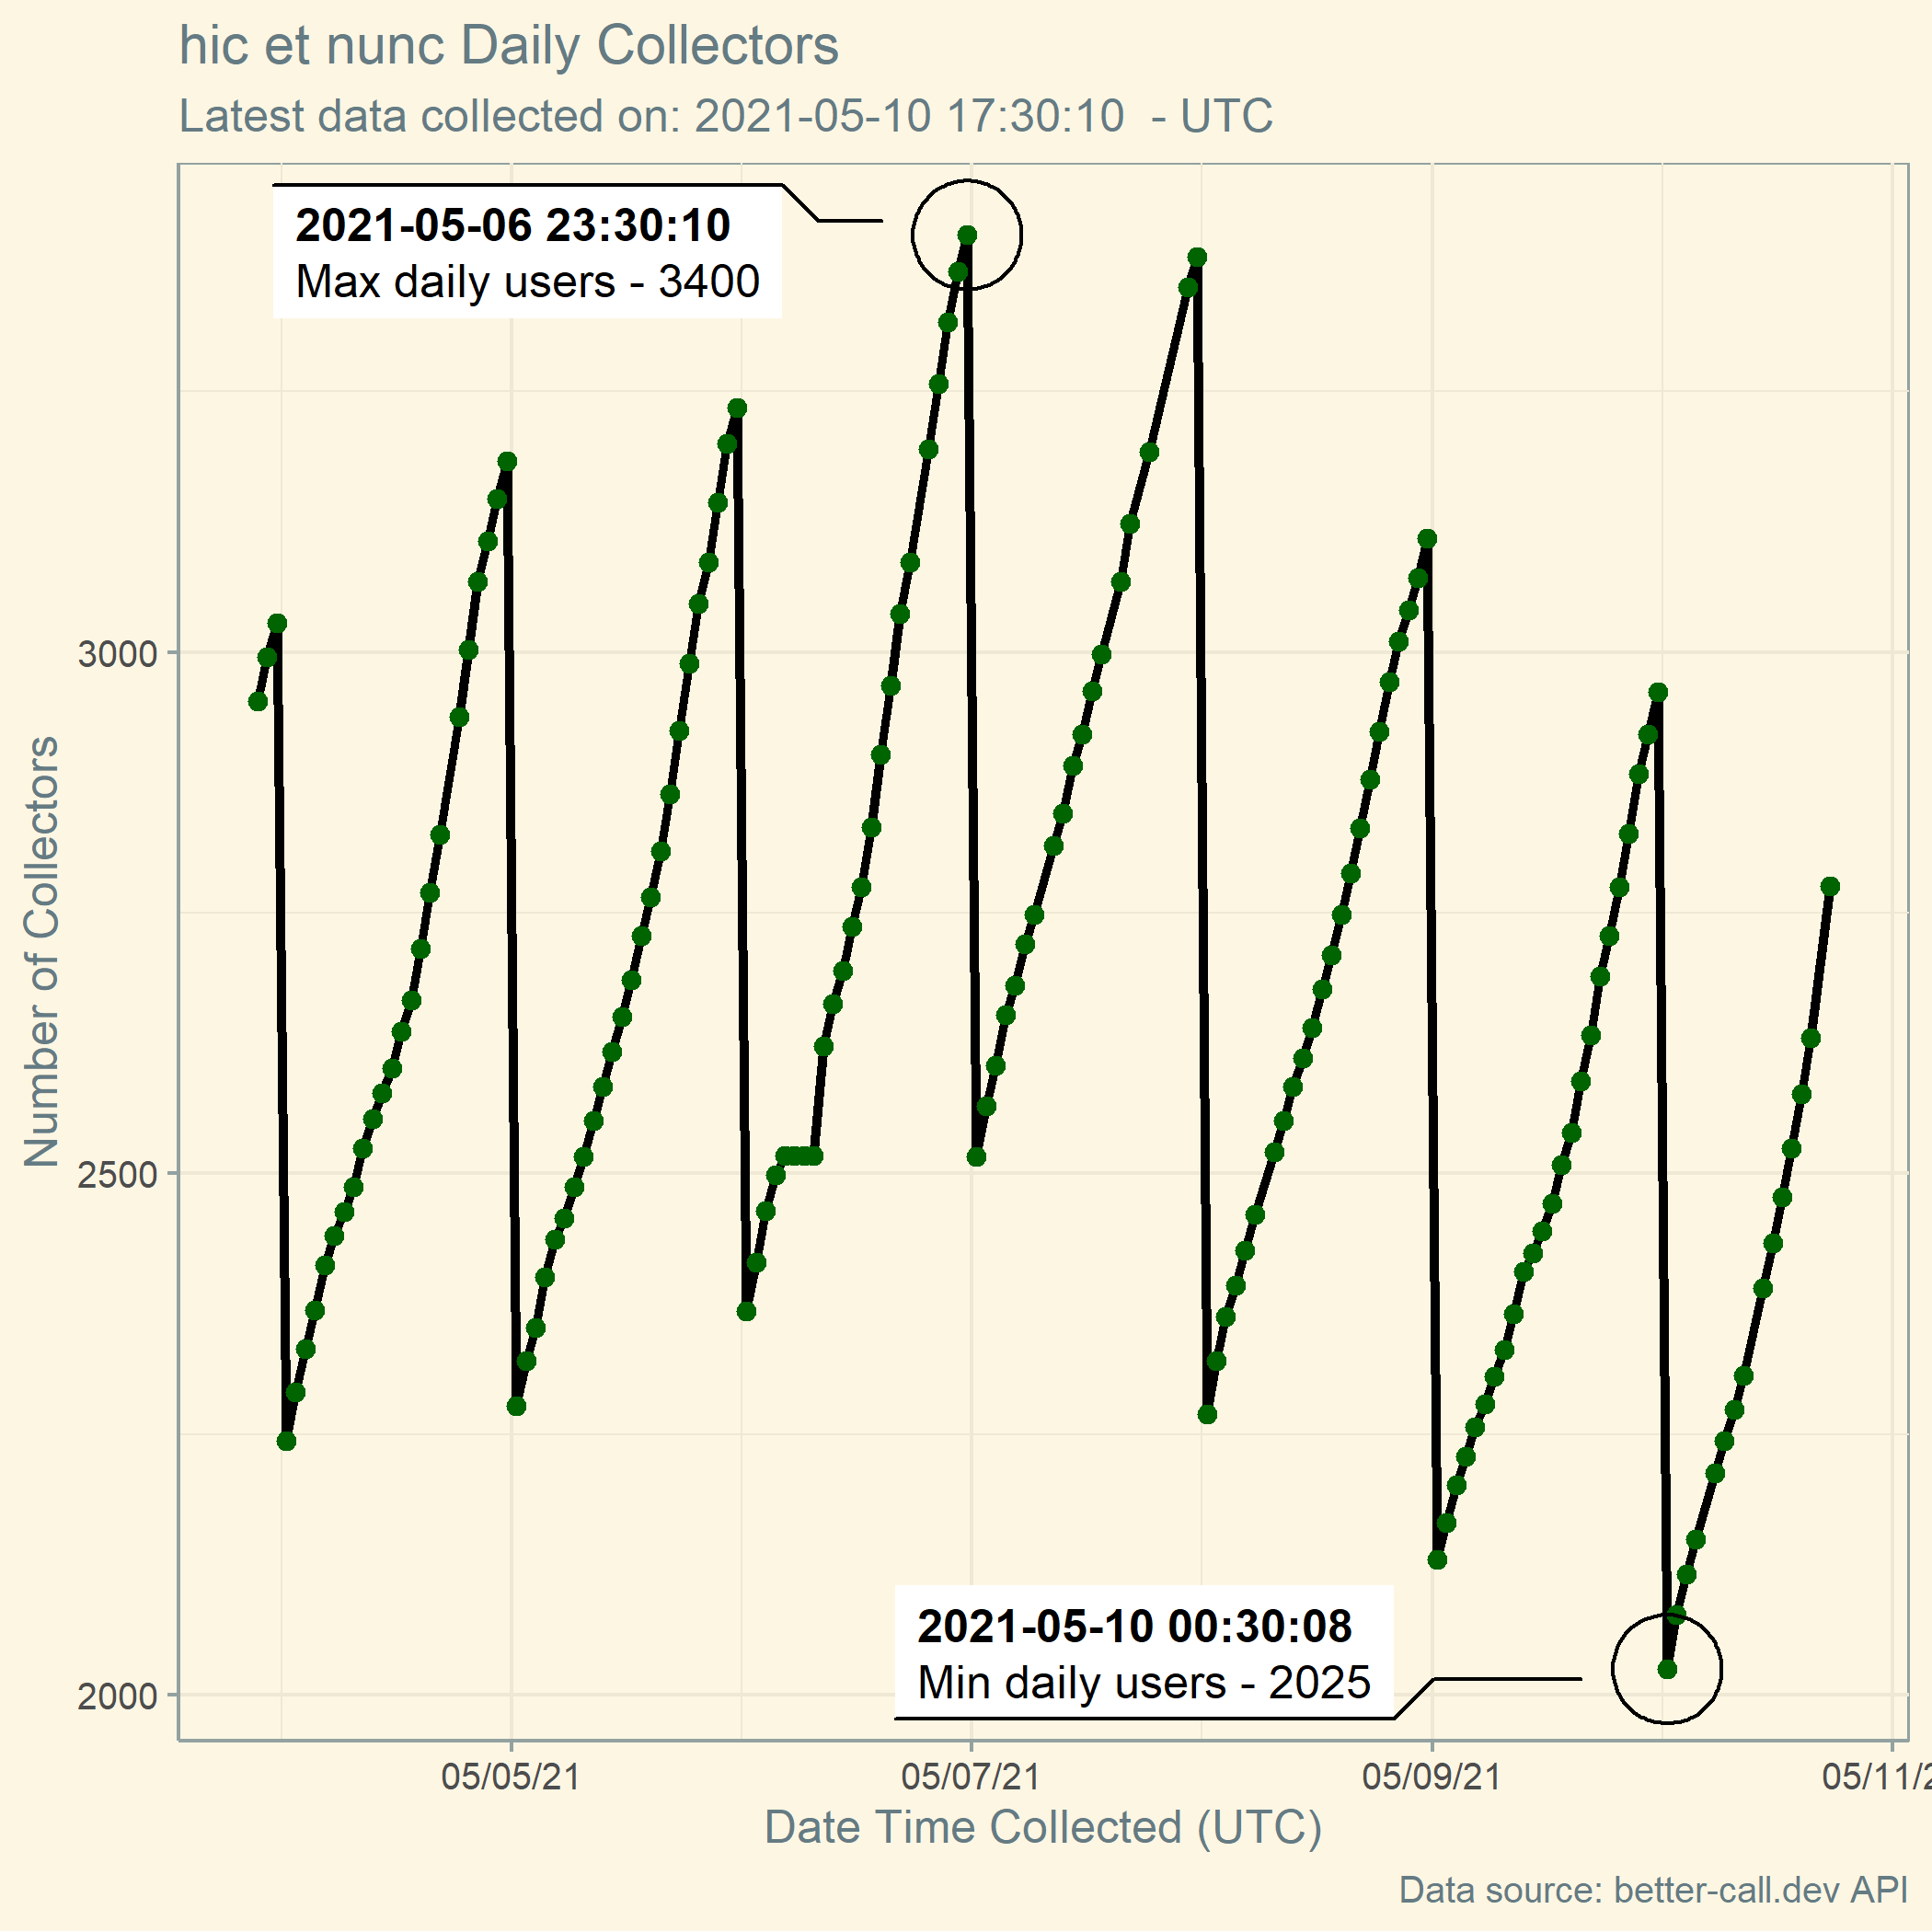 hic et nunc Daily Collectors
Latest data collected on: 2021-05-10 17:30:10  - UTC
2021-05-06 23:30:10
Max daily users - 3400
3000
2500
2000
Number of Collectors
2021-05-10 00:30:08
Min daily users - 2025
05/05/21 05/07/21 05/09/21 05/11/2
Date Time Collected (UTC)
Data source: better-call.dev API